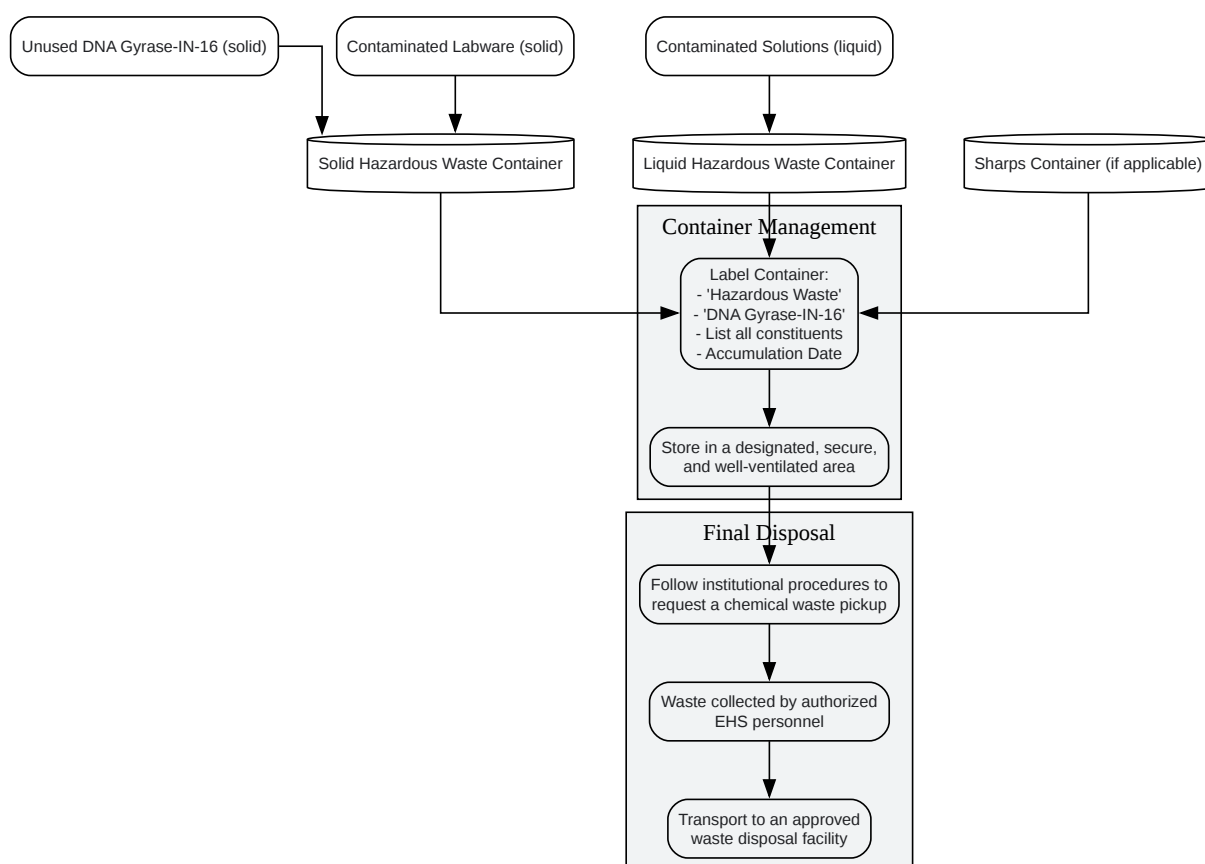 Unused DNA Gyrase-IN-16 (solid)
Contaminated Labware (solid)
Contaminated Solutions (liquid)
Solid Hazardous Waste Container
Liquid Hazardous Waste Container
Sharps Container (if applicable)
Container Management
Label Container:
- 'Hazardous Waste'
- 'DNA Gyrase-IN-16'
- List all constituents
- Accumulation Date
Store in a designated, secure,
and well-ventilated area
Final Disposal
Follow institutional procedures to
request a chemical waste pickup
Waste collected by authorized
EHS personnel
Transport to an approved
waste disposal facility